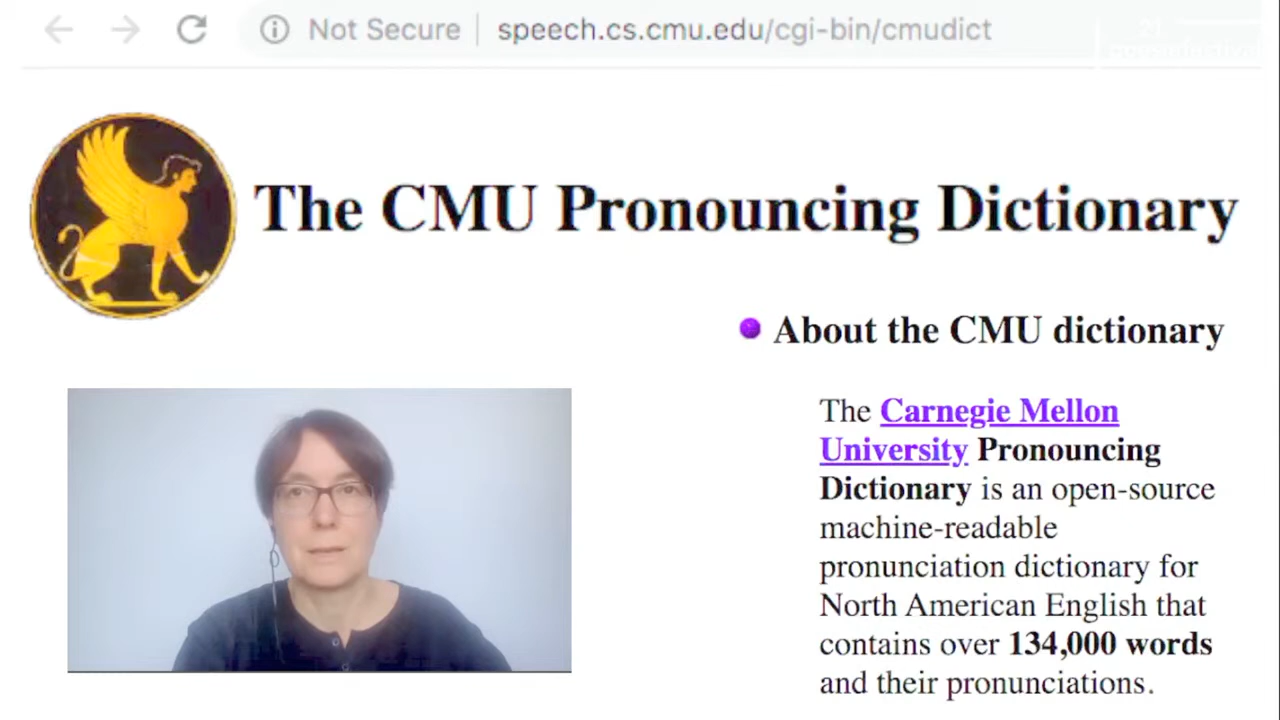 Not Secure | speech.cs.cmu.edu/cgi-bin/cmudict
The CMU Pronouncing Dictionary
About the CMU dictionary
The Carnegie Mellon
University Pronouncing
Dictionary is an open-source
machine-readable
pronunciation dictionary for
North American English that
contains over 134,000 words
and their pronunciations.